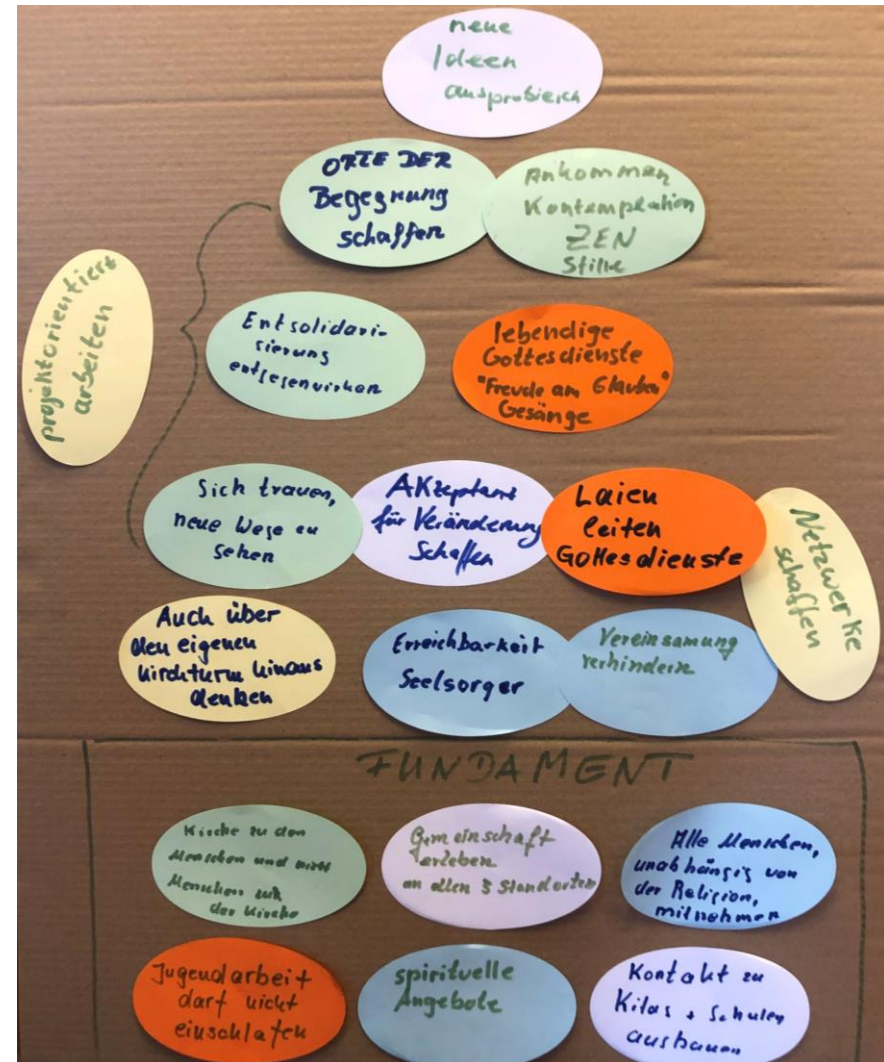 neue
Ideen
ausprobieren
ORTE DER
Begegnung
schaffen
Ankommen
Kontemplation
ZEN
Stille
projektorientiert
arbeiten
Entsolidari-
sierung
entgegenwirken
lebendige
Gottesdienste
"Freude am Glauben"
Gesänge
Sich trauen,
neue Wege zu
gehen
Akzeptanz
für Veränderung
schaffen
Laien
leiten
Gottesdienste
Netzwerke
schaffen
Auch über
den eigenen
Kirchturm hinaus
denken
Erreichbarkeit
Seelsorger
Vereinsamung
verhindern
FUNDAMENT
Kirche zu den
Menschen und nicht
Menschen zur
der Kirche
Gemeinschaft
erleben
an allen 3 Standorten
Alle Menschen,
unabhängig von
der Religion,
mitnehmen
Jugendarbeit
darf nicht
einschlafen
spirituelle
Angebote
Kontakt zu
Kitas + Schulen
ausbauen